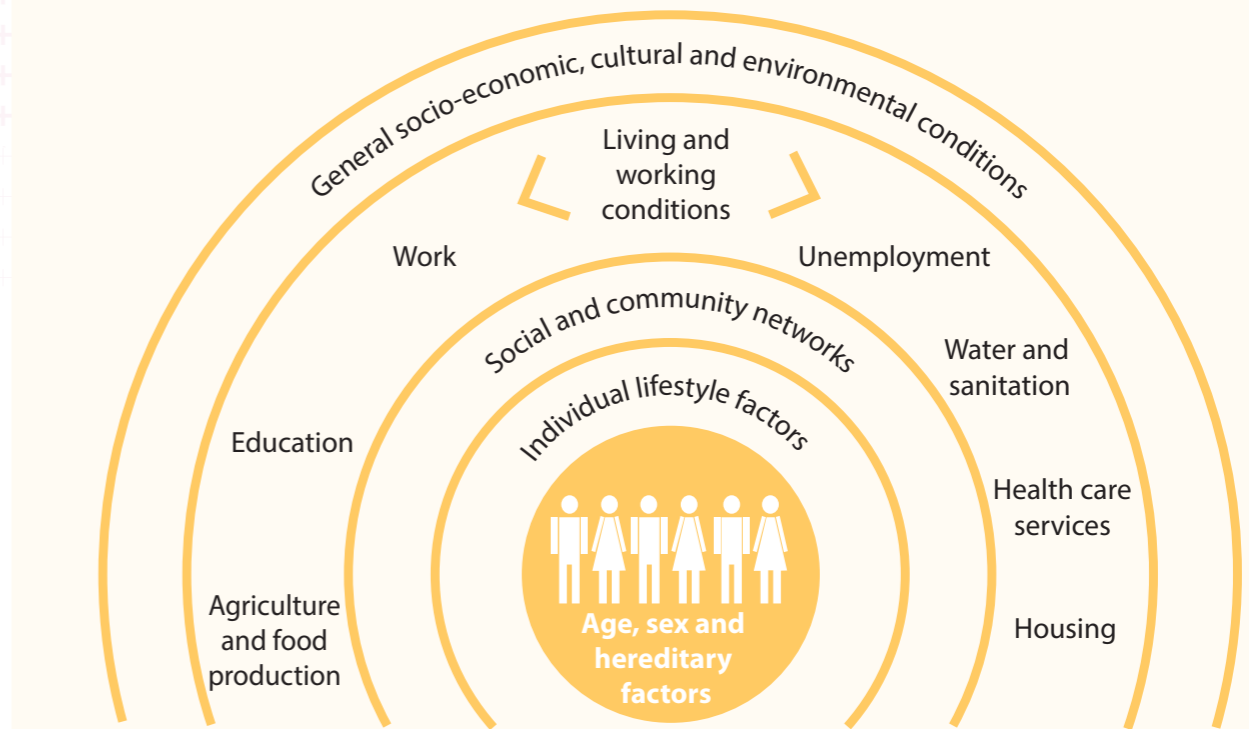 General socio-economic, cultural and environmental conditions
Living and
working
conditions
Work
Unemployment
Social and community networks
Water and
sanitation
Individual lifestyle factors
Education
Health care
services
Agriculture
and food
production
Housing
Age, sex and
hereditary
factors